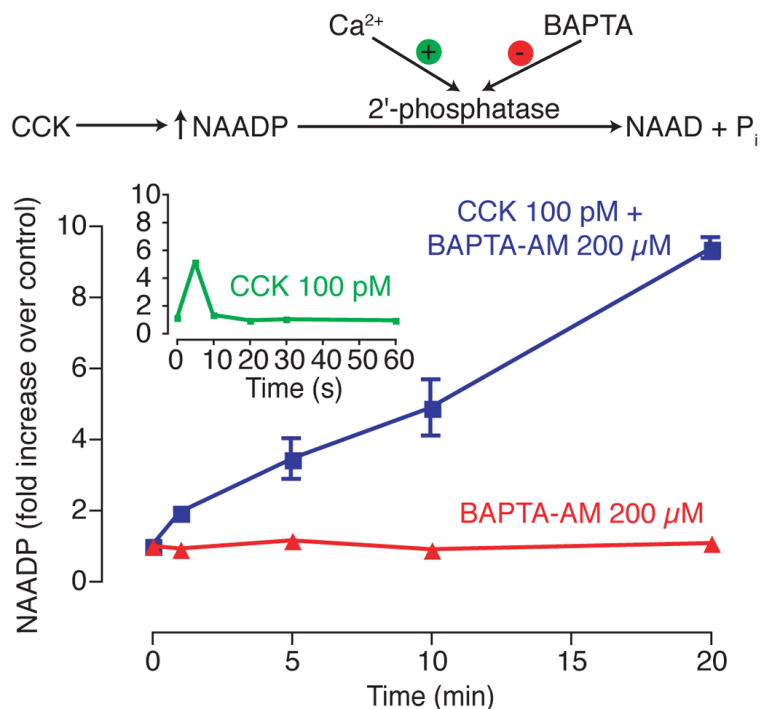 Ca²⁺ BAPTA
+ -
2'-phosphatase
CCK ↑ NAADP NAAD + Pᵢ
NAADP (fold increase over control)
10
8
6
4
2
0
10
8
6
4
2
0
0 10 20 30 40 50 60
Time (s)
CCK 100 pM
CCK 100 pM +
BAPTA-AM 200 µM
BAPTA-AM 200 µM
0 5 10 15 20
Time (min)